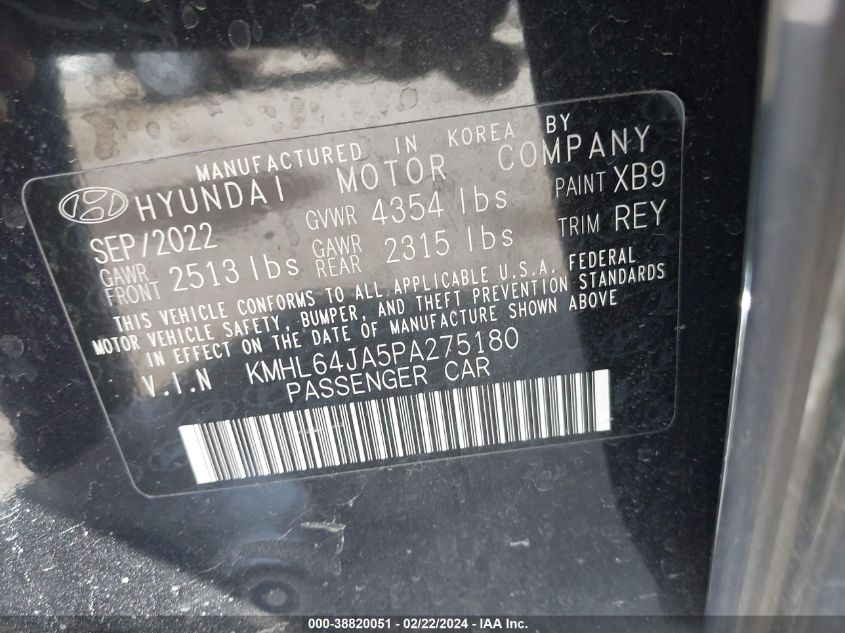 MANUFACTURED IN KOREA BY
HYUNDAI MOTOR COMPANY
SEP/2022 GVWR 4354 lbs PAINT XB9
GAWR FRONT 2513 lbs GAWR REAR 2315 lbs TRIM REY
THIS VEHICLE CONFORMS TO ALL APPLICABLE U.S.A. FEDERAL
MOTOR VEHICLE SAFETY, BUMPER, AND THEFT PREVENTION STANDARDS
IN EFFECT ON THE DATE OF MANUFACTURE SHOWN ABOVE
V.I.N KMHL64JA5PA275180
PASSENGER CAR
000-38820051 - 02/22/2024 - IAA Inc.